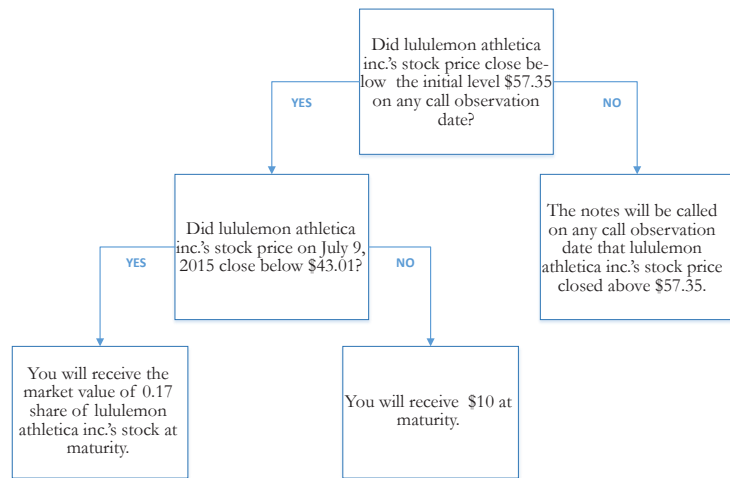 Did lululemon athletica
inc.'s stock price close be-
low the initial level $57.35
on any call observation
date?
YES
NO
Did lululemon athletica
inc.'s stock price on July 9,
2015 close below $43.01?
The notes will be called
on any call observation
date that lululemon
athletica inc.'s stock price
closed above $57.35.
YES
NO
You will receive the
market value of 0.17
share of lululemon
athletica inc.'s stock at
maturity.
You will receive $10 at
maturity.